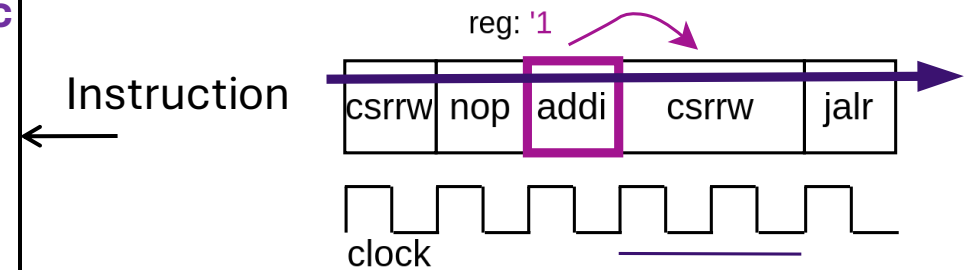 c
reg: '1
Instruction
csrrw nop addi csrrw jalr
clock